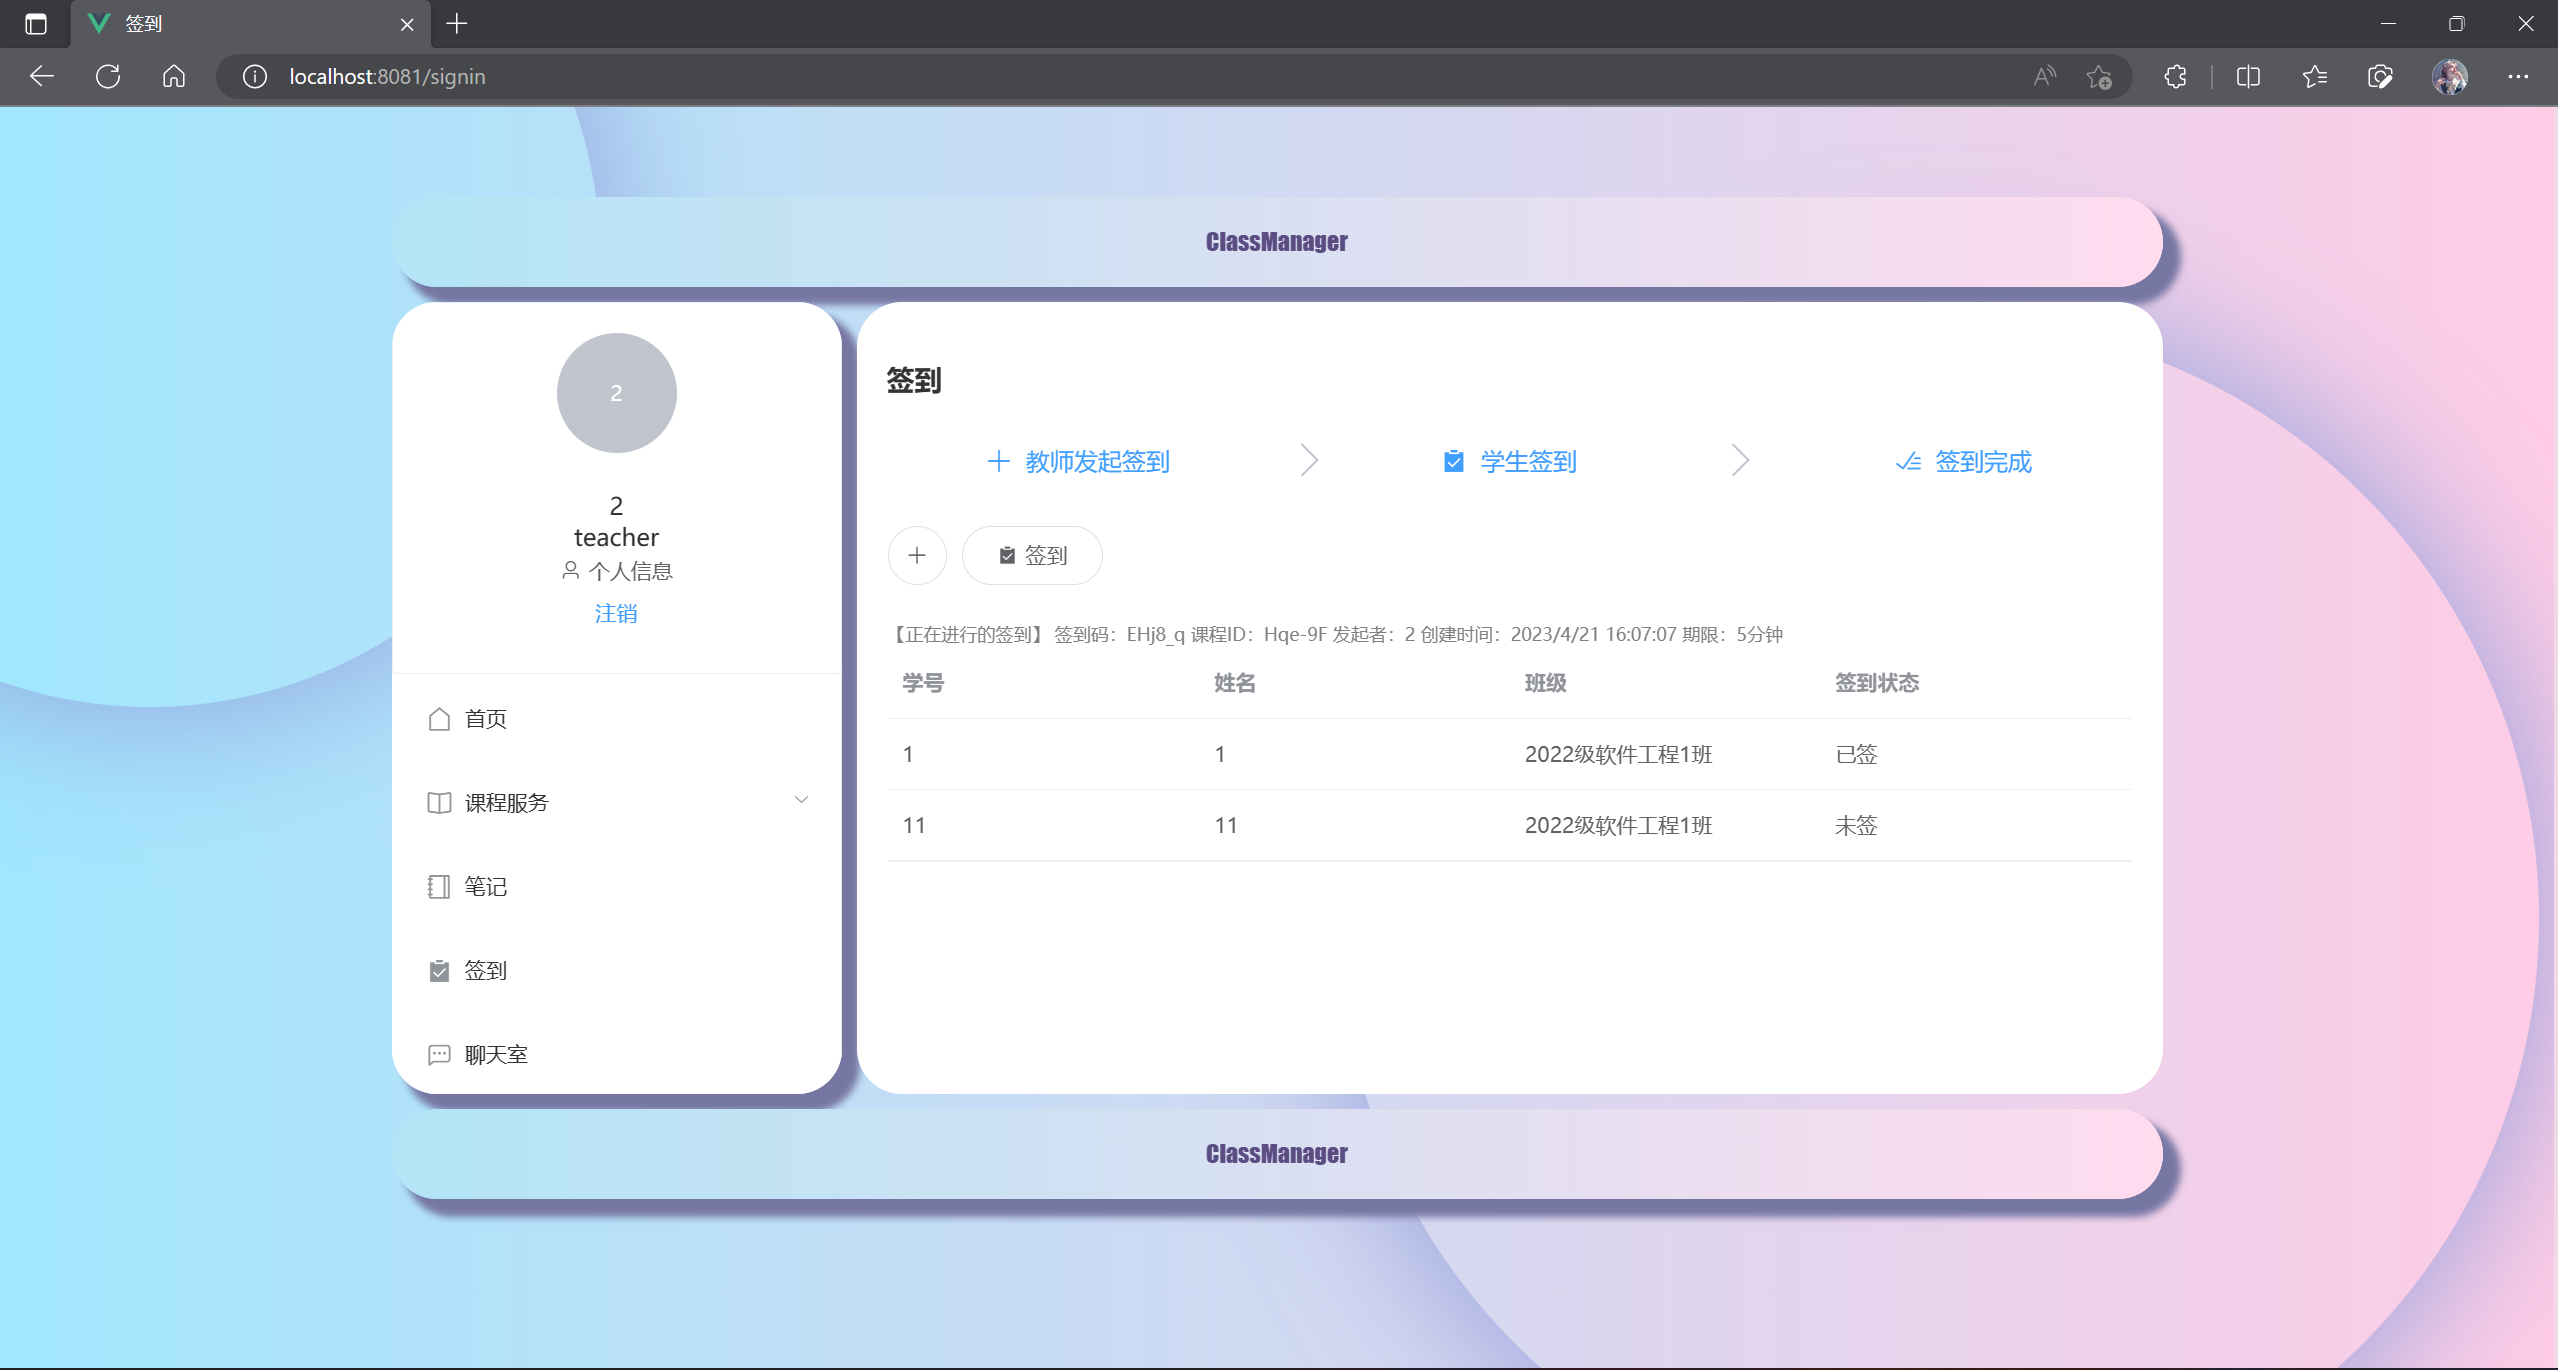 签到
localhost:8081/signin
ClassManager
2
2
teacher
个人信息
注销
首页
课程服务
笔记
签到
聊天室
签到
教师发起签到
学生签到
签到完成
签到
【正在进行的签到】 签到码：EHj8_q 课程ID：Hqe-9F 发起者：2 创建时间：2023/4/21 16:07:07 期限：5分钟
学号 姓名 班级 签到状态
1 1 2022级软件工程1班 已签
11 11 2022级软件工程1班 未签
ClassManager